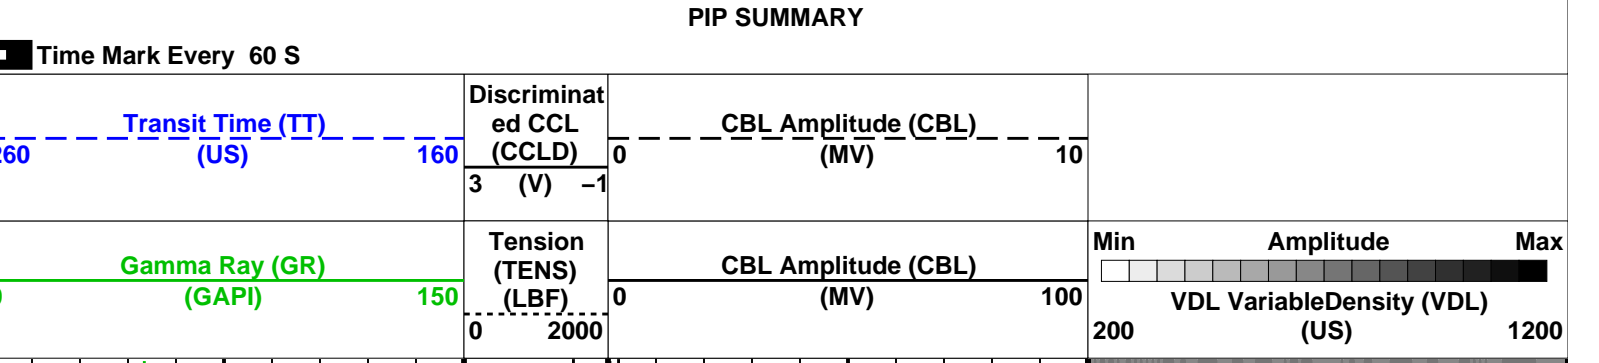 PIP SUMMARY
Time Mark Every 60 S
Transit Time (TT)
(US)
160
Discriminat
ed CCL
(CCLD)
3 (V) −1
CBL Amplitude (CBL)
0 (MV) 10
Gamma Ray (GR)
(GAPI) 150
Tension
(TENS)
(LBF)
0 2000
CBL Amplitude (CBL)
0 (MV) 100
Min Amplitude Max
VDL VariableDensity (VDL)
200 (US) 1200